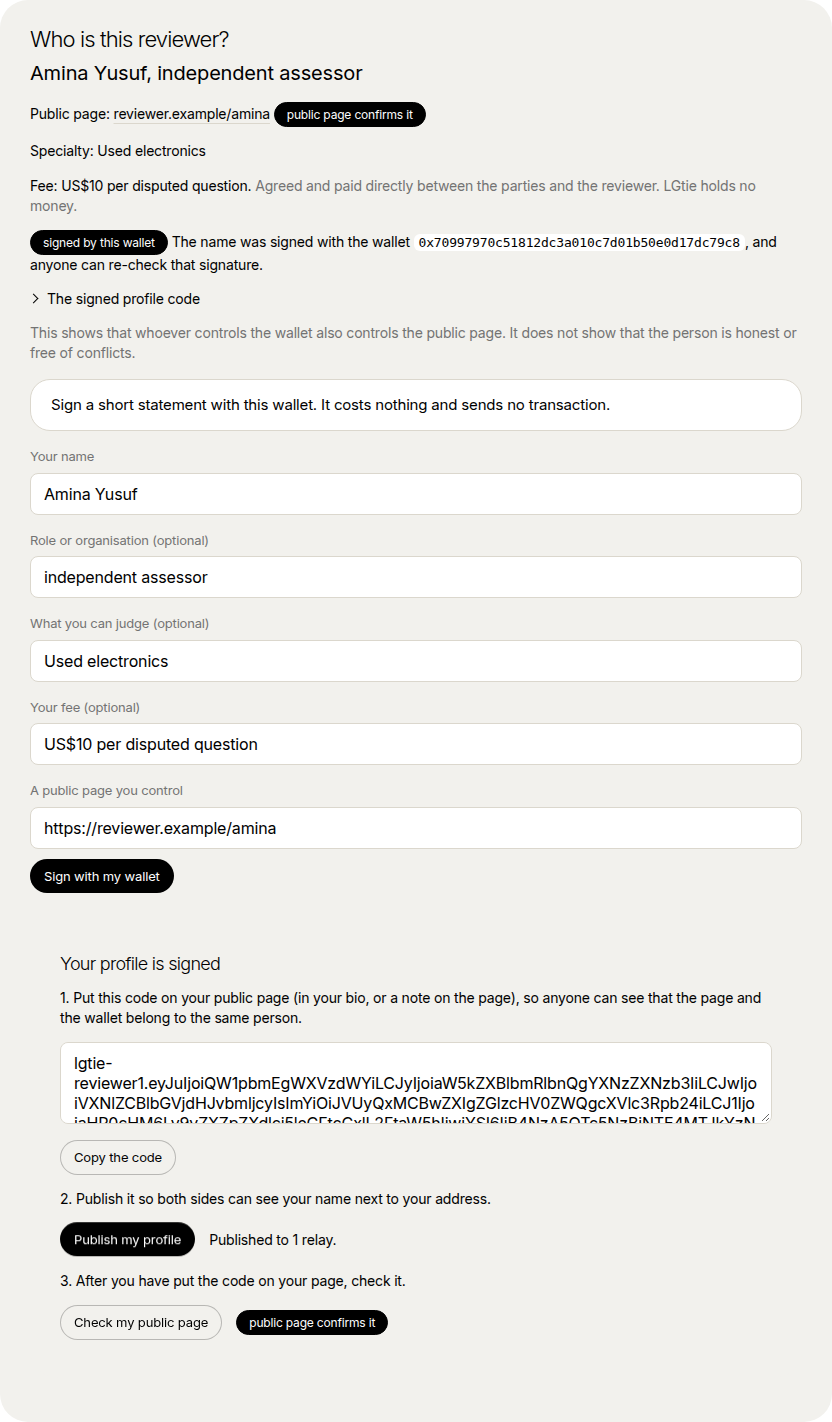 Who is this reviewer?
Amina Yusuf, independent assessor
Public page: reviewer.example/amina public page confirms it
Specialty: Used electronics
Fee: US$10 per disputed question. Agreed and paid directly between the parties and the reviewer. LGtie holds no
money.
signed by this wallet The name was signed with the wallet 0x70997970c51812dc3a010c7d01b50e0d17dc79c8 , and
anyone can re-check that signature.
The signed profile code
This shows that whoever controls the wallet also controls the public page. It does not show that the person is honest or
free of conflicts.
Sign a short statement with this wallet. It costs nothing and sends no transaction.
Your name
Amina Yusuf
Role or organisation (optional)
independent assessor
What you can judge (optional)
Used electronics
Your fee (optional)
US$10 per disputed question
A public page you control
https://reviewer.example/amina
Sign with my wallet
Your profile is signed
1. Put this code on your public page (in your bio, or a note on the page), so anyone can see that the page and
the wallet belong to the same person.
lgtie-
Copy the code
2. Publish it so both sides can see your name next to your address.
Publish my profile Published to 1 relay.
3. After you have put the code on your page, check it.
Check my public page public page confirms it